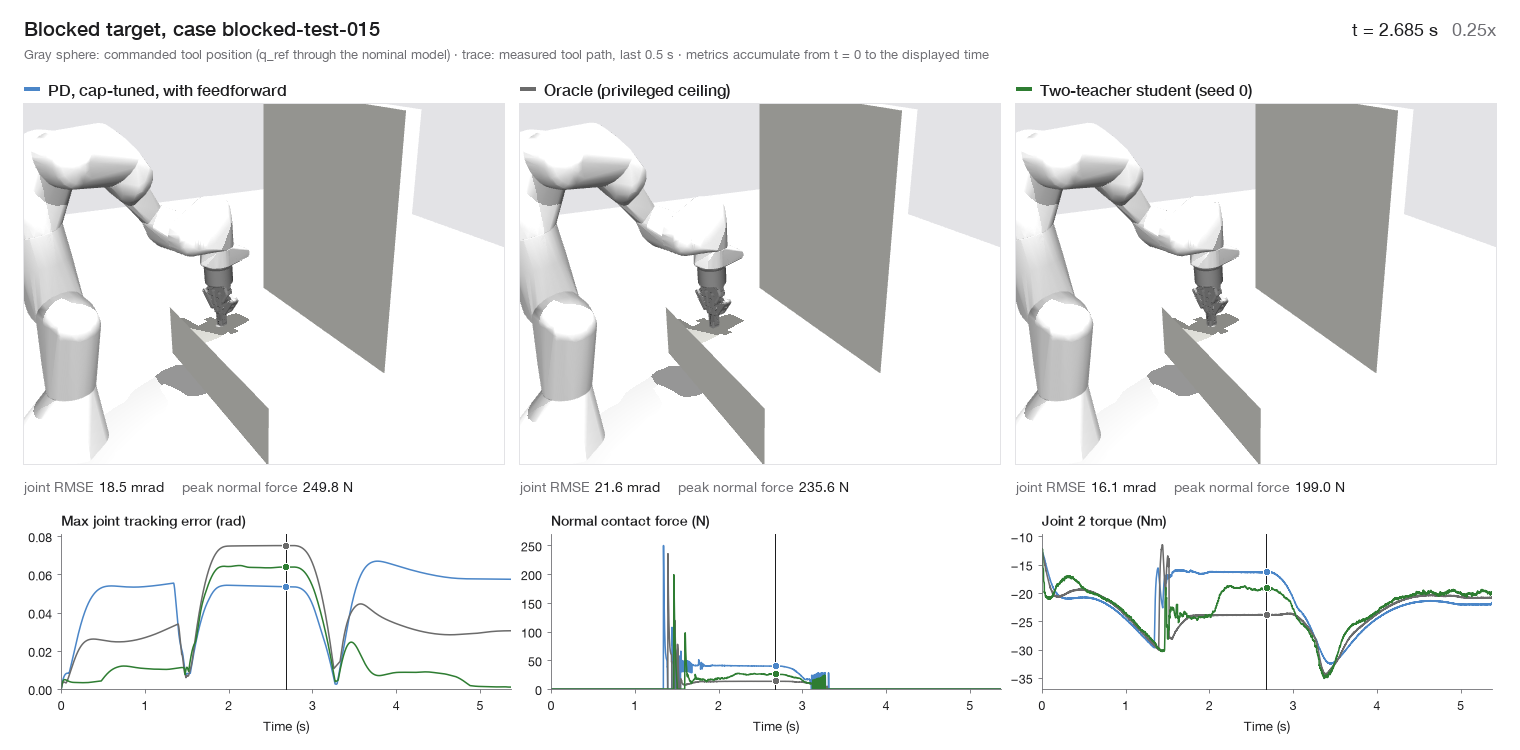 Blocked target, case blocked-test-015
t = 2.685 s 0.25x
Gray sphere: commanded tool position (q_ref through the nominal model) · trace: measured tool path, last 0.5 s · metrics accumulate from t = 0 to the displayed time
PD, cap-tuned, with feedforward
Oracle (privileged ceiling)
Two-teacher student (seed 0)
joint RMSE 18.5 mrad peak normal force 249.8 N
joint RMSE 21.6 mrad peak normal force 235.6 N
joint RMSE 16.1 mrad peak normal force 199.0 N
Max joint tracking error (rad)
0.08
0.06
0.04
0.02
0.00
0 1 2 3 4 5
Time (s)
Normal contact force (N)
250
200
150
100
50
0
0 1 2 3 4 5
Time (s)
Joint 2 torque (Nm)
−10
−15
−20
−25
−30
−35
0 1 2 3 4 5
Time (s)